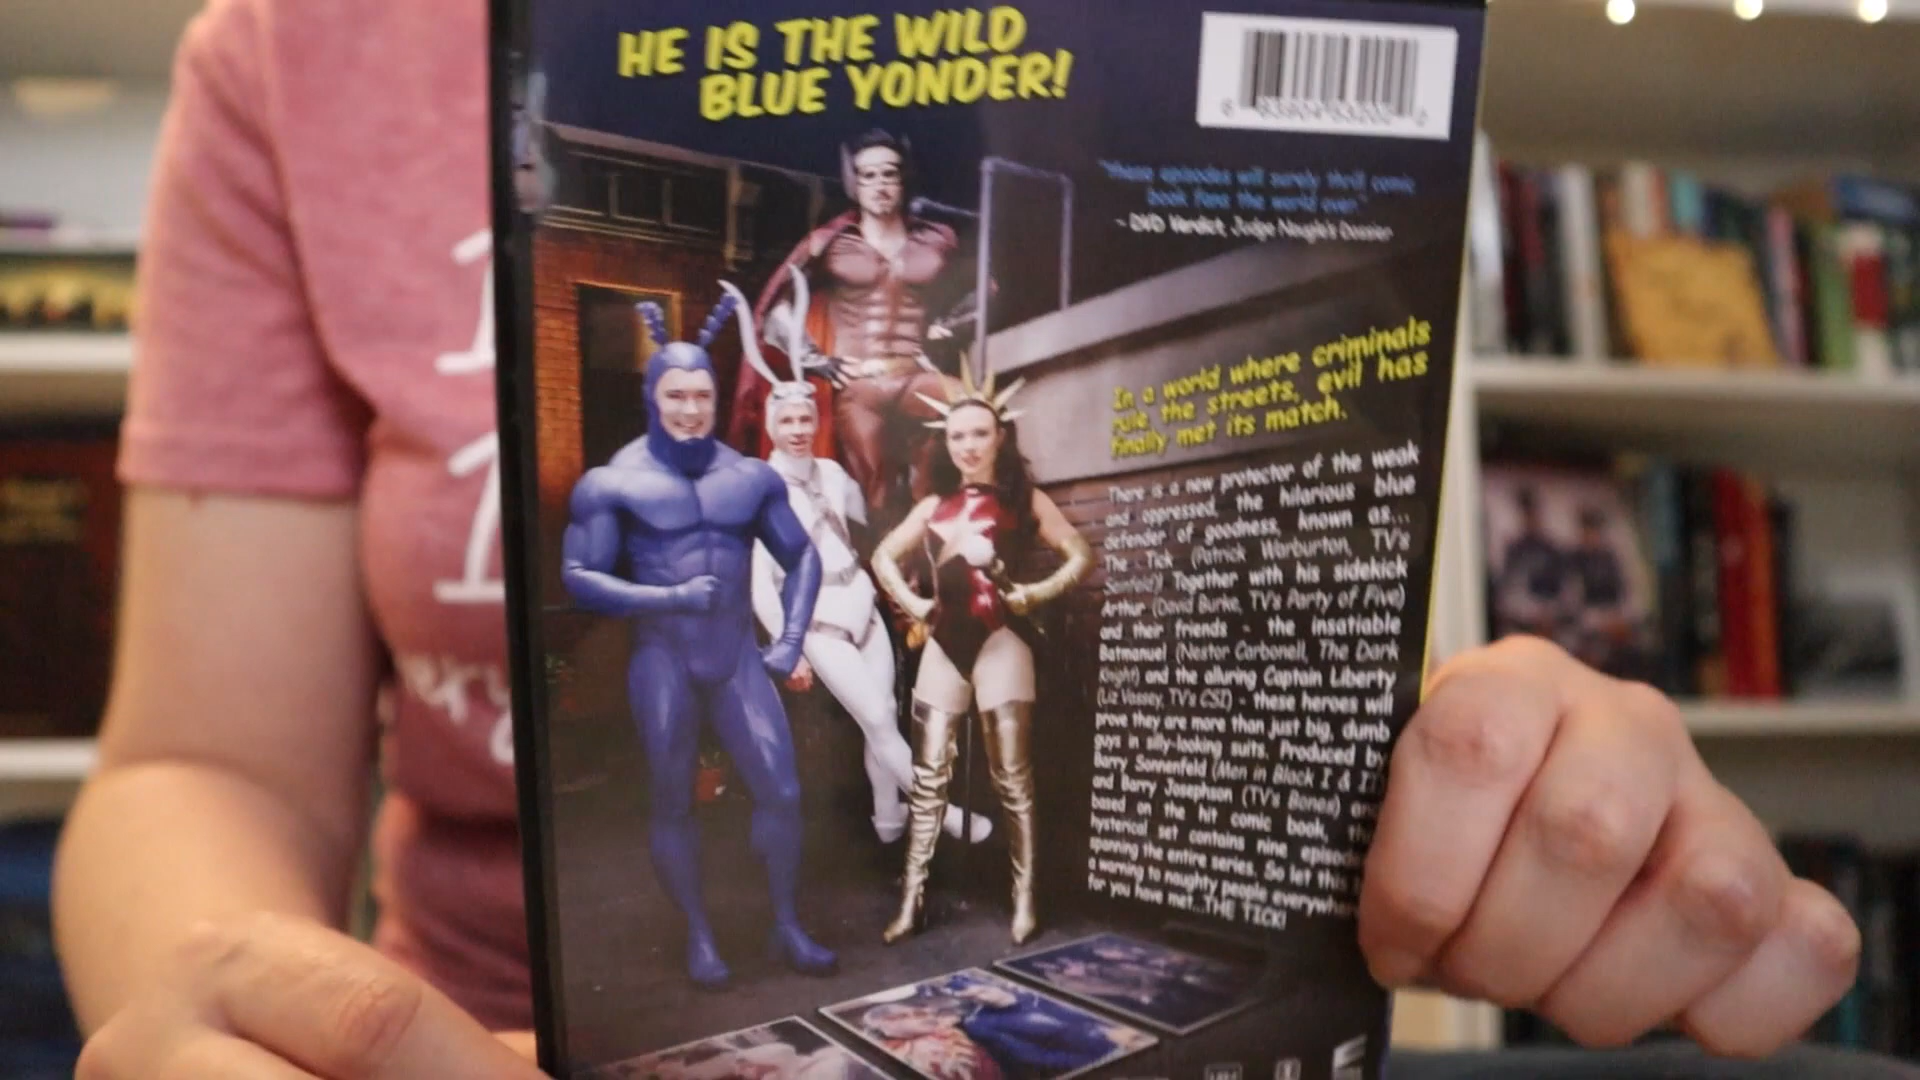 HE IS THE WILD
BLUE YONDER!
"These episodes will surely thrill comic
book fans the world over."
- DVD Verdict, Judge Naugle's Dossier
In a world where criminals
rule the streets, evil has
finally met its match.
There is a new protector of the weak
and oppressed, the hilarious blue
defender of goodness, known as...
The Tick (Patrick Warburton, TV's
Seinfeld)! Together with his sidekick
Arthur (David Burke, TV's Party of Five)
and their friends - the insatiable
Batmanuel (Nestor Carbonell, The Dark
Knight) and the alluring Captain Liberty
(Liz Vassey, TV's CSI) - these heroes will
prove they are more than just big, dumb
guys in silly-looking suits. Produced by
Barry Sonnenfeld (Men in Black I & II)
and Barry Josephson (TV's Bones) and
based on the hit comic book,
hysterical set contains nine episode
spanning the entire series. So let this
a warning to naughty people everywhere
for you have met...THE TICK!